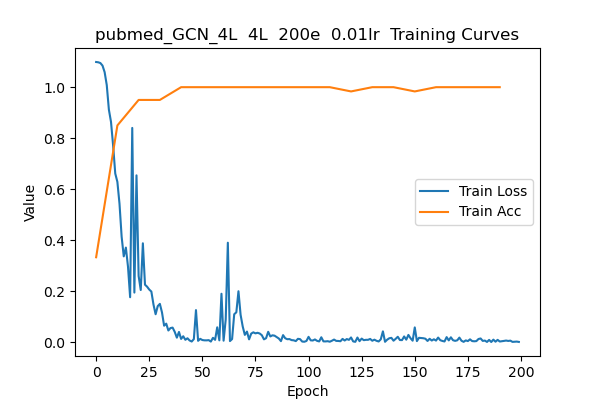 pubmed_GCN_4L 4L 200e 0.01lr Training Curves
Value
1.0
0.8
0.6
0.4
0.2
0.0
Train Loss
Train Acc
0 25 50 75 100 125 150 175 200
Epoch